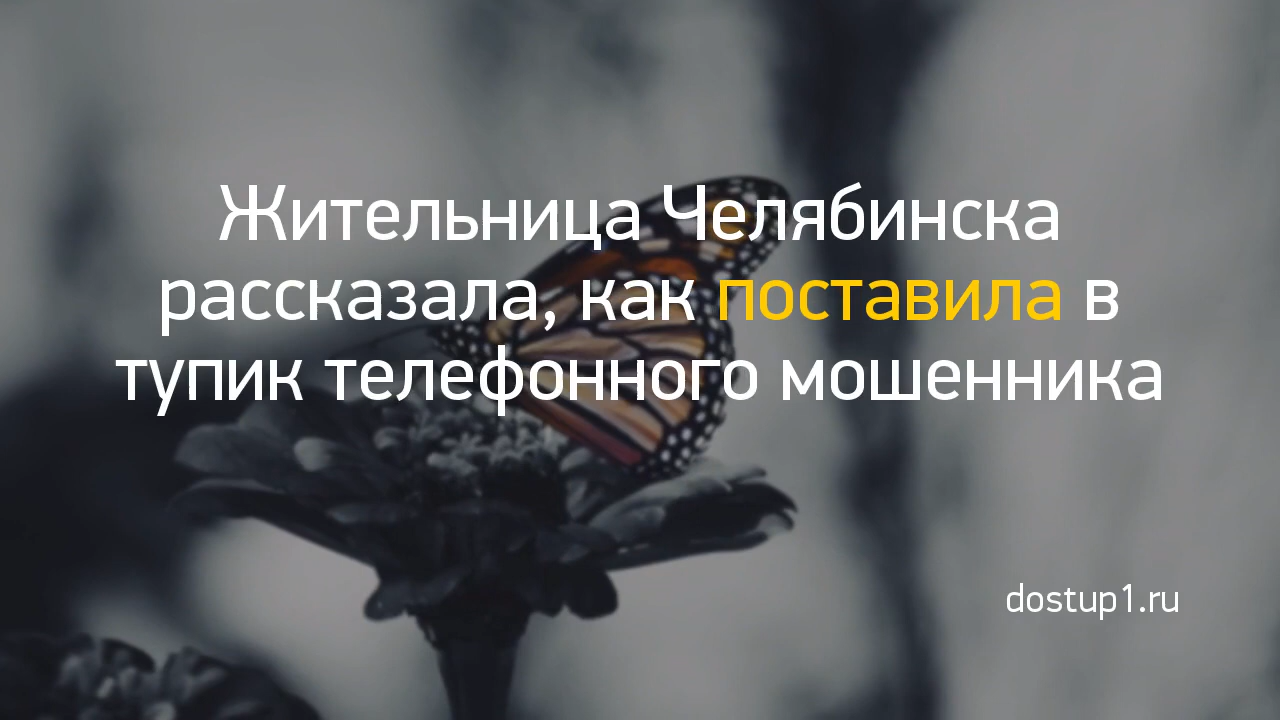 Жительница Челябинска
рассказала, как поставила в
тупик телефонного мошенника
dostup1.ru